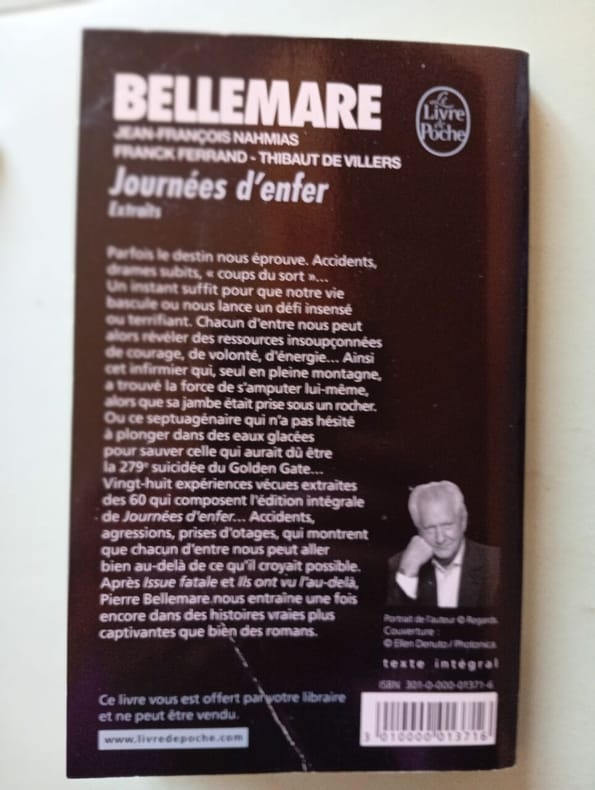 BELLEMARE
JEAN-FRANÇOIS NAHMIAS
FRANCK FERRAND - THIBAUT DE VILLERS
Journées d'enfer
Extraits
Le Livre de Poche
Parfois le destin nous éprouve. Accidents,
drames subits, « coups du sort »...
Un instant suffit pour que notre vie
bascule ou nous lance un défi insensé
ou terrifiant. Chacun d'entre nous peut
alors révéler des ressources insoupçonnées
de courage, de volonté, d'énergie... Ainsi
cet infirmier qui, seul en pleine montagne,
a trouvé la force de s'amputer lui-même,
alors que sa jambe était prise sous un rocher.
Ou ce septuagénaire qui n'a pas hésité
à plonger dans des eaux glacées
pour sauver celle qui aurait dû être
la 279e suicidée du Golden Gate...
Vingt-huit expériences vécues extraites
des 60 qui composent l'édition intégrale
de Journées d'enfer... Accidents,
agressions, prises d'otages, qui montrent
que chacun d'entre nous peut aller
bien au-delà de ce qu'il croyait possible.
Après Issue fatale et Ils ont vu l'au-delà,
Pierre Bellemare nous entraîne une fois
encore dans des histoires vraies plus
captivantes que bien des romans.
Portrait de l'auteur © Regards.
Couverture :
© Ellen Denuto / Photonica.
texte intégral
ISBN 301-0-000-01371-6
3 010000 013716
Ce livre vous est offert par votre libraire
et ne peut être vendu.
www.livredepoche.com